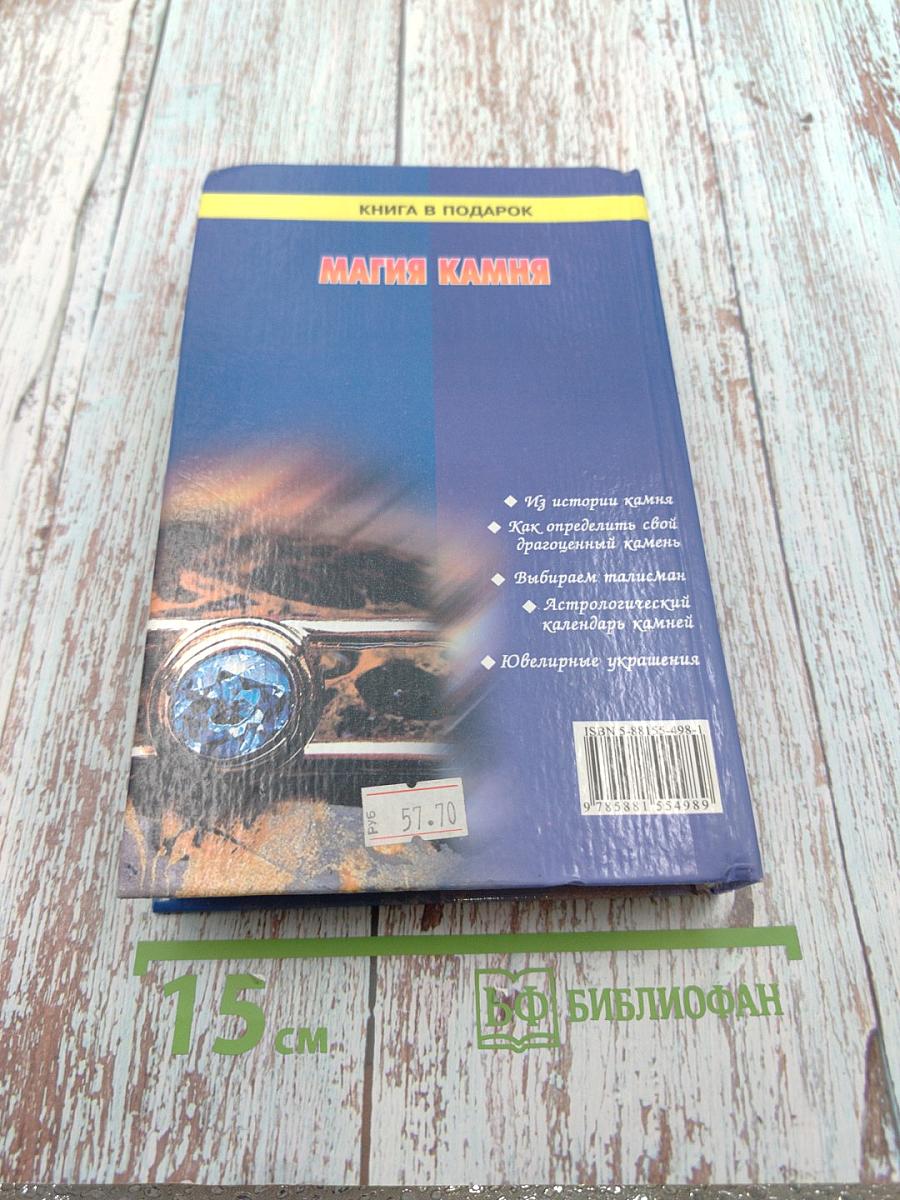 КНИГА В ПОДАРОК
МАГИЯ КАМНЯ
◆ Из истории камня
◆ Как определить свой
драгоценный камень
◆ Выбираем талисман
◆ Астрологический
календарь камней
◆ Ювелирные украшения
ISBN 5-88155-498-1
9 785881 554989
РУБ 57.70
15 см
БФ БИБЛИОФАН